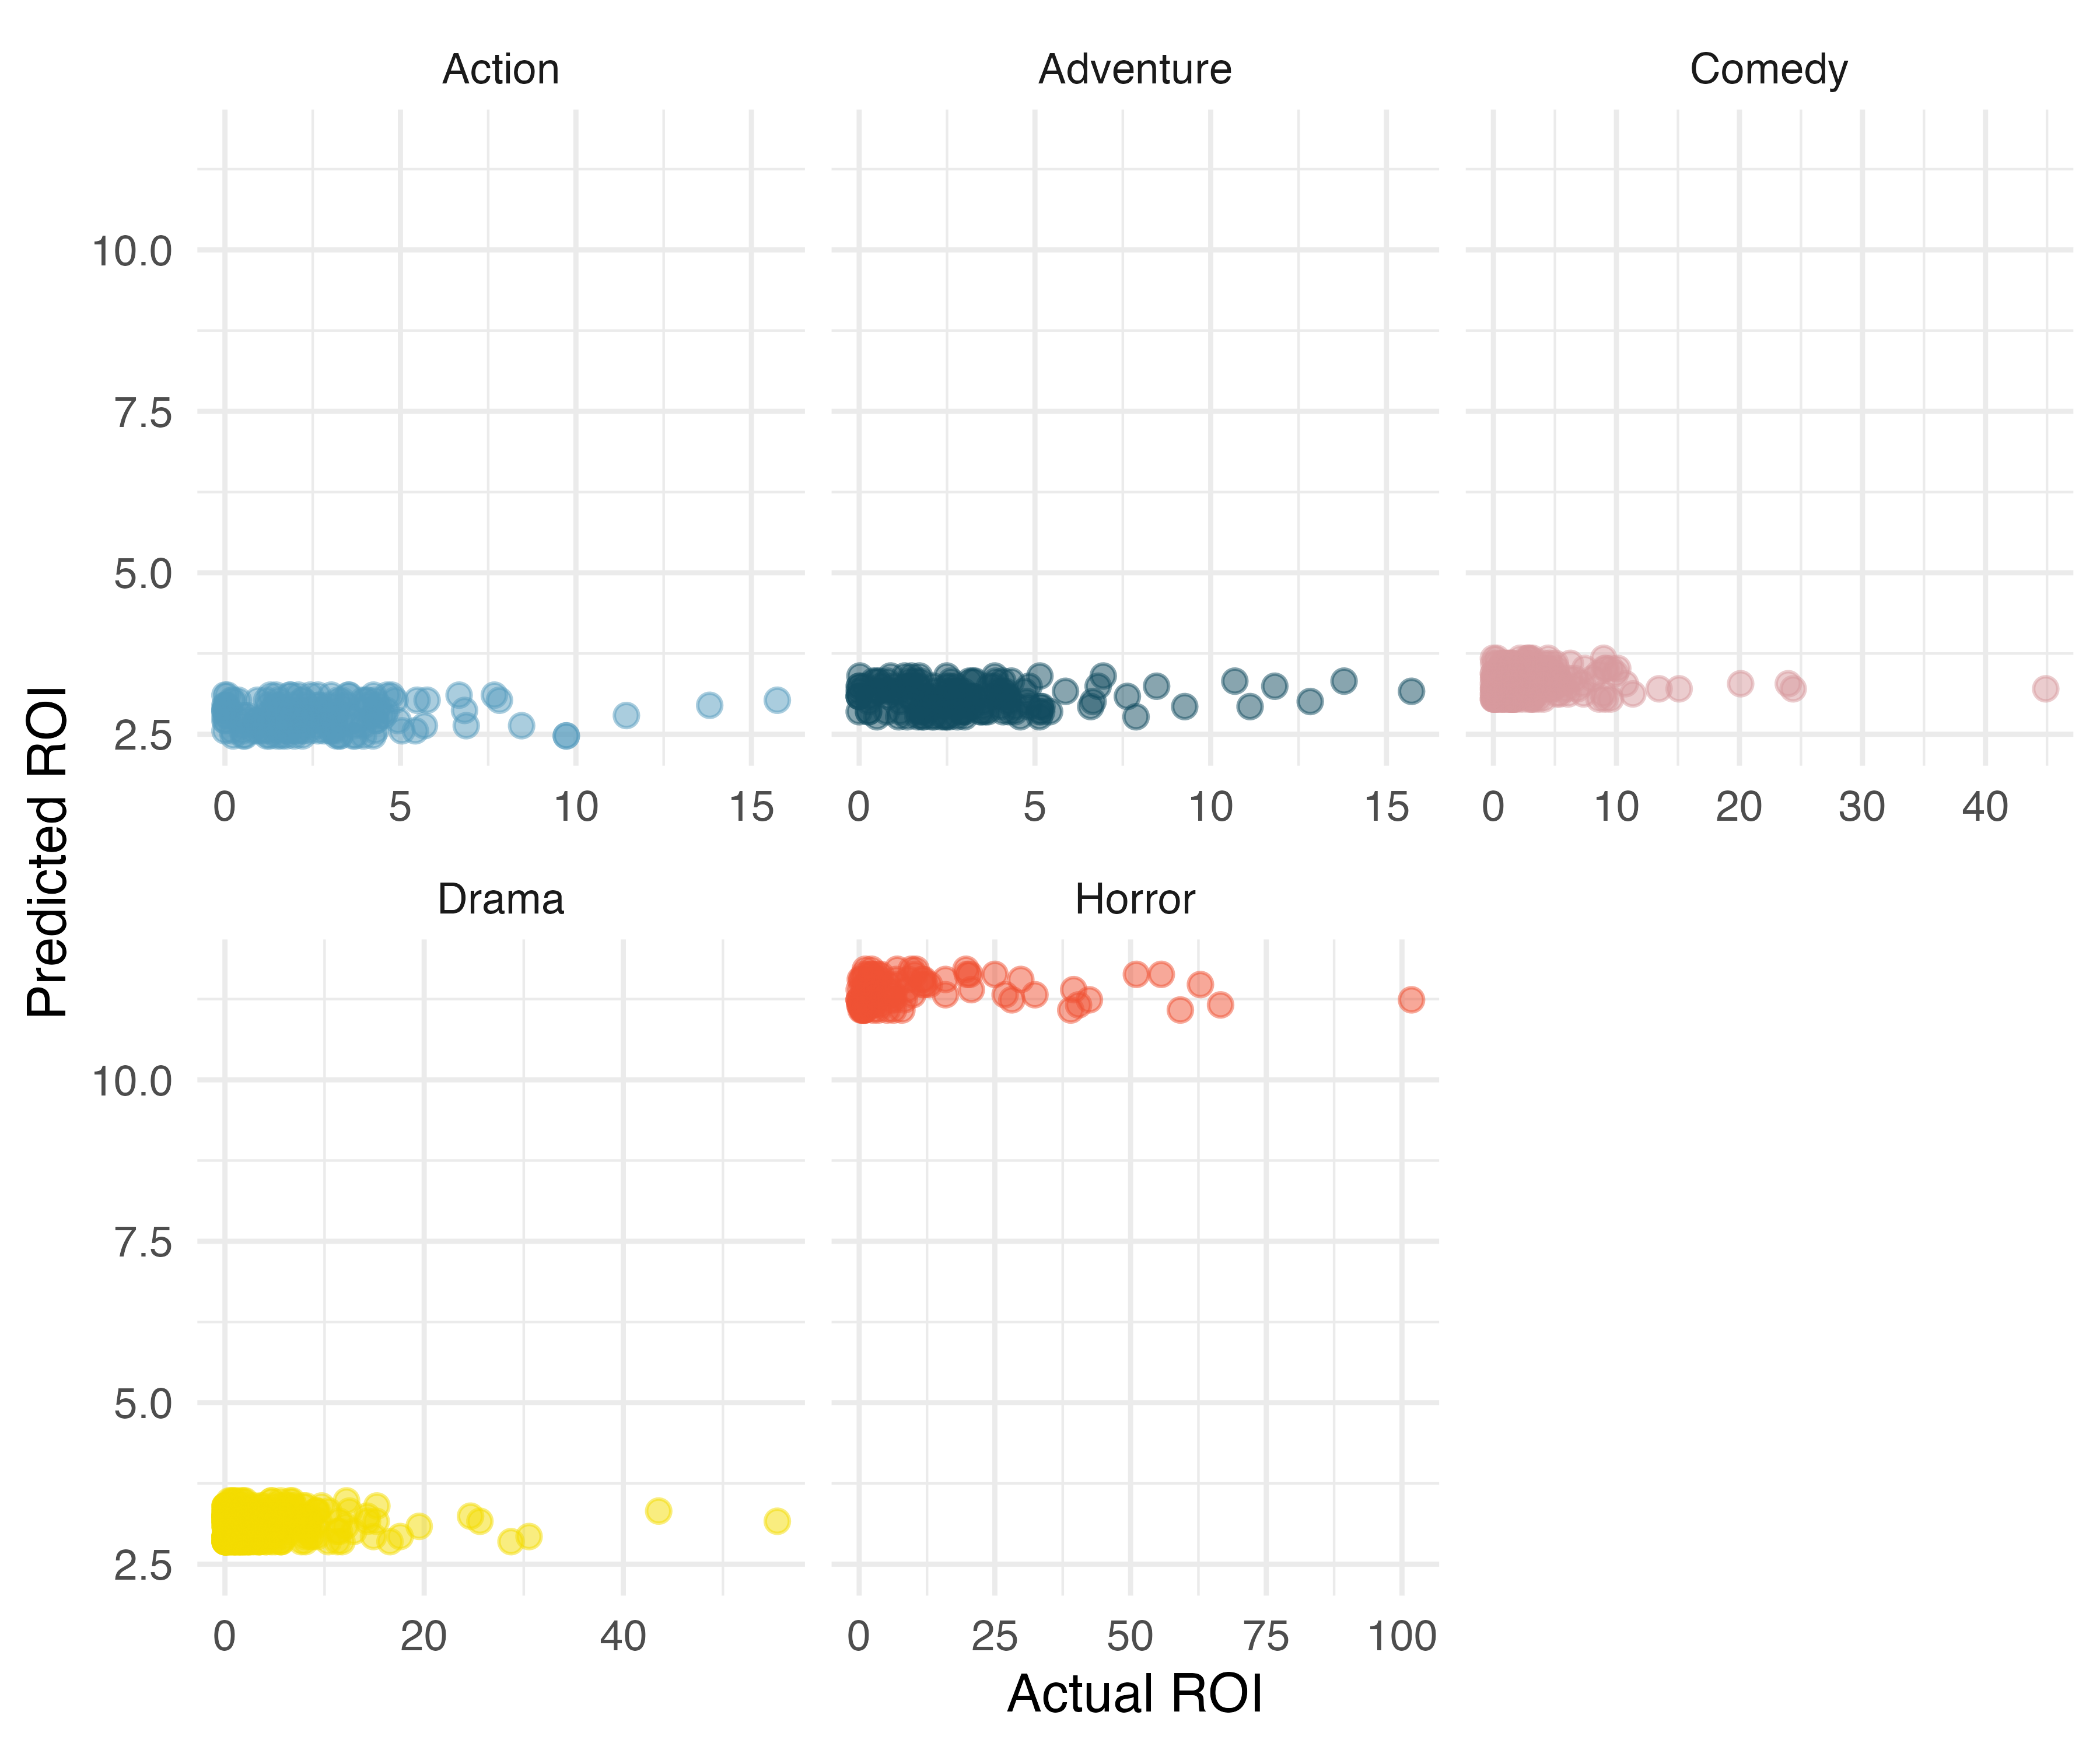 Action Adventure Comedy
10.0
7.5
5.0
2.5
0 5 10 15 0 5 10 15 0 10 20 30 40
Predicted ROI
Drama Horror
10.0
7.5
5.0
2.5
0 20 40 0 25 50 75 100
Actual ROI